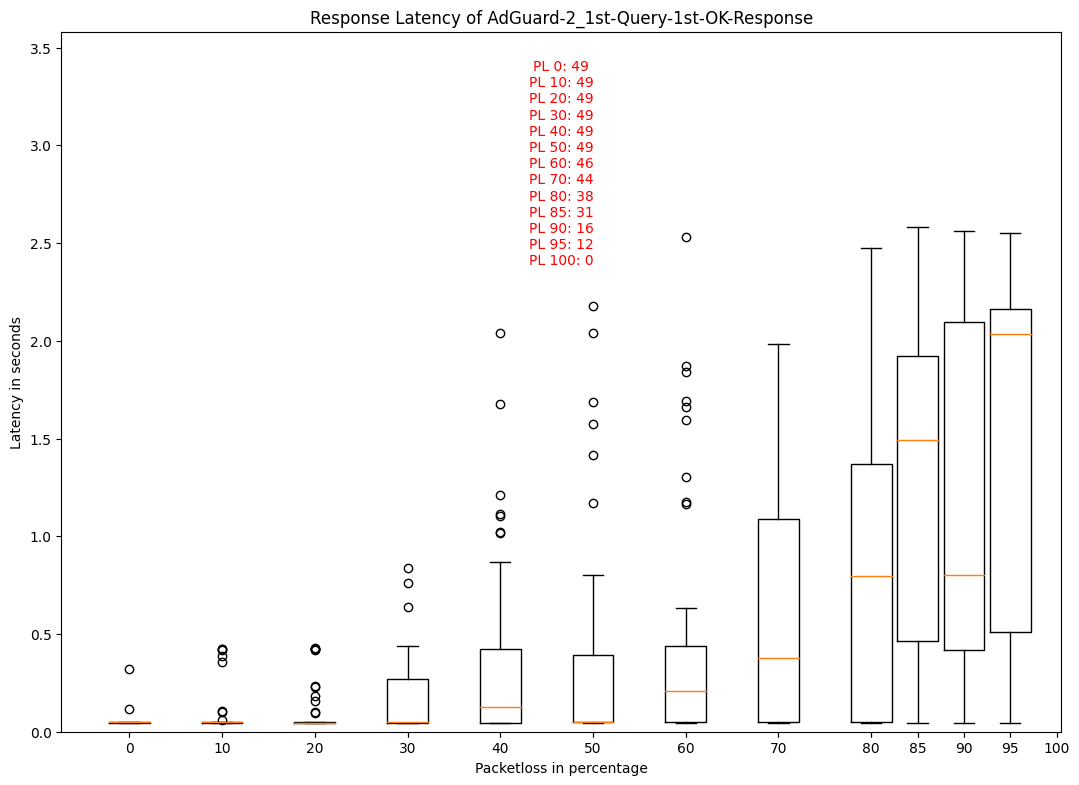 Response Latency of AdGuard-2_1st-Query-1st-OK-Response
3.5
3.0
2.5
2.0
1.5
1.0
0.5
0.0
Latency in seconds
PL 0: 49
PL 10: 49
PL 20: 49
PL 30: 49
PL 40: 49
PL 50: 49
PL 60: 46
PL 70: 44
PL 80: 38
PL 85: 31
PL 90: 16
PL 95: 12
PL 100: 0
0 10 20 30 40 50 60 70 80 85 90 95 100
Packetloss in percentage